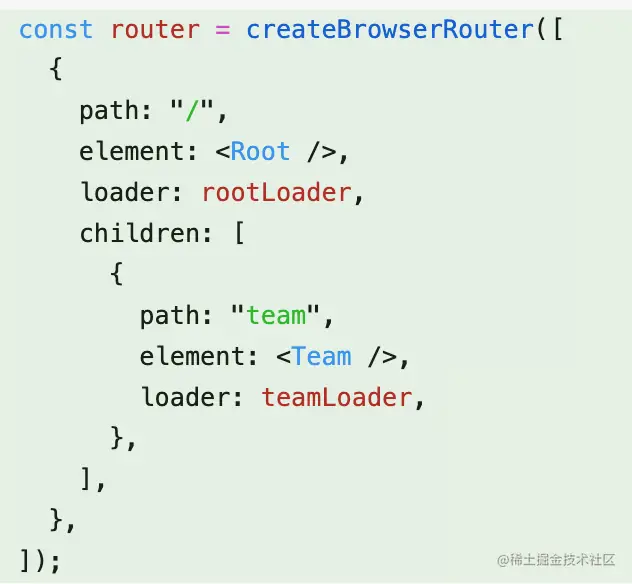 const router = createBrowserRouter([
  {
    path: "/",
    element: <Root />,
    loader: rootLoader,
    children: [
      {
        path: "team",
        element: <Team />,
        loader: teamLoader,
      },
    ],
  },
]);
@稀土掘金技术社区